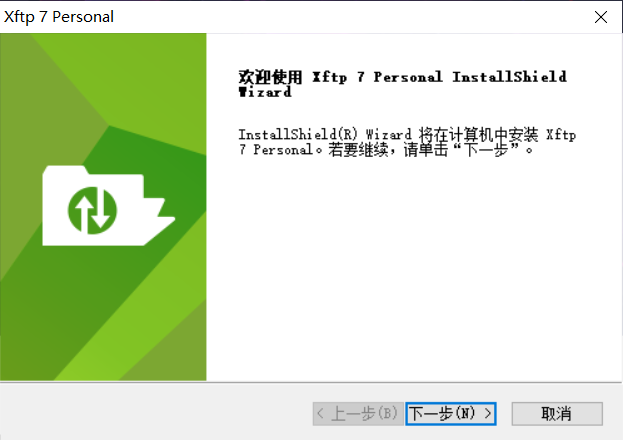 Xftp 7 Personal
欢迎使用 Xftp 7 Personal InstallShield
Wizard
InstallShield(R) Wizard 将在计算机中安装 Xftp
7 Personal。若要继续，请单击“下一步”。
< 上一步(B) 下一步(N) > 取消